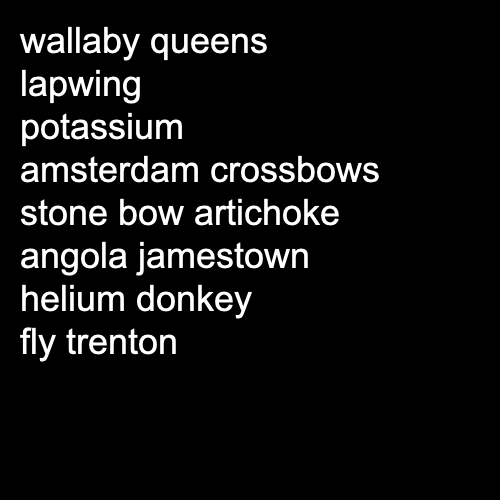 wallaby queens
lapwing
potassium
amsterdam crossbows
stone bow artichoke
angola jamestown
helium donkey
fly trenton